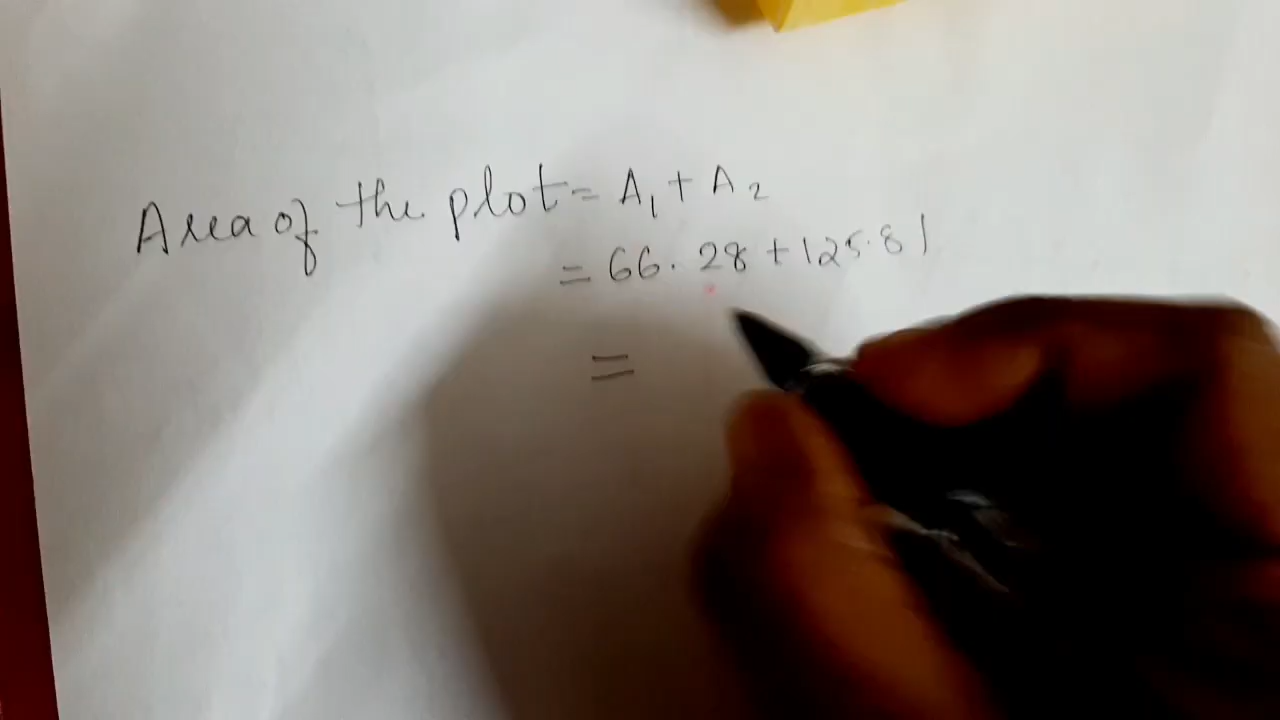 Area of the plot = A₁ + A₂
= 66.28 + 125.81
=